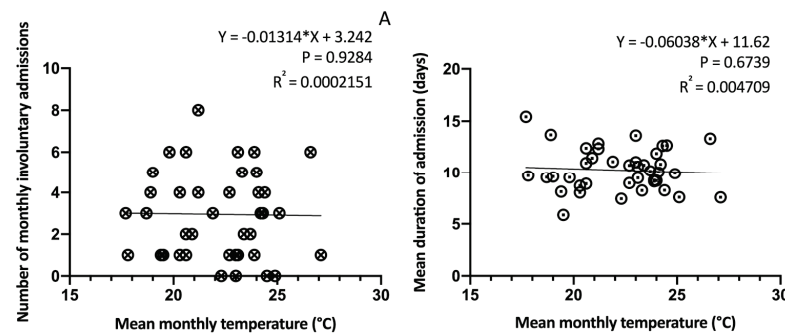 A
Y = -0.01314*X + 3.242
P = 0.9284
R² = 0.0002151
Number of monthly involuntary admissions
10
8
6
4
2
0
15
20
25
30
Mean monthly temperature (°C)
Y = -0.06038*X + 11.62
P = 0.6739
R² = 0.004709
Mean duration of admission (days)
20
15
10
5
0
15
20
25
30
Mean monthly temperature (°C)